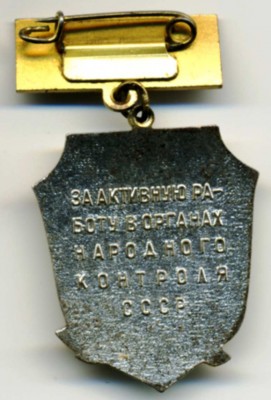 ЗА АКТИВНУЮ РА-
БОТУ В ОРГАНАХ
НАРОДНОГО
КОНТРОЛЯ
СССР